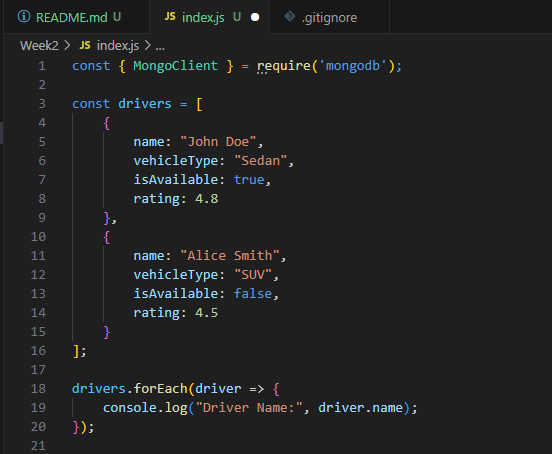 README.md U
JS index.js U
.gitignore
Week2 > JS index.js > ...
1 const { MongoClient } = require('mongodb');
2
3 const drivers = [
4     {
5         name: "John Doe",
6         vehicleType: "Sedan",
7         isAvailable: true,
8         rating: 4.8
9     },
10     {
11         name: "Alice Smith",
12         vehicleType: "SUV",
13         isAvailable: false,
14         rating: 4.5
15     }
16 ];
17
18 drivers.forEach(driver => {
19     console.log("Driver Name:", driver.name);
20 });
21